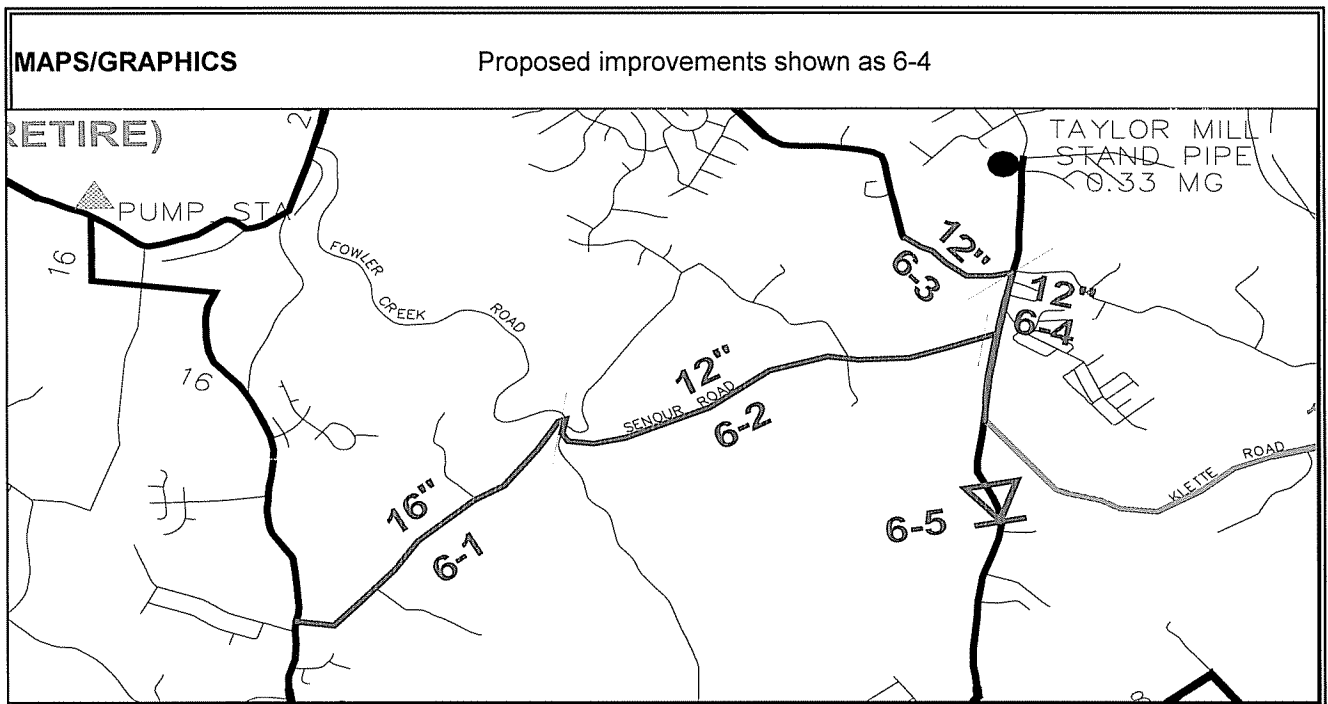 MAPS/GRAPHICS
Proposed improvements shown as 6-4
RETIRE)
2
TAYLOR MILL
STAND PIPE
0.33 MG
PUMP STA
16
FOWLER
CREEK
ROAD
12"
6-3
12"
6-4
16
12"
SENOUR ROAD
6-2
16"
6-1
6-5
KLETTE ROAD
8